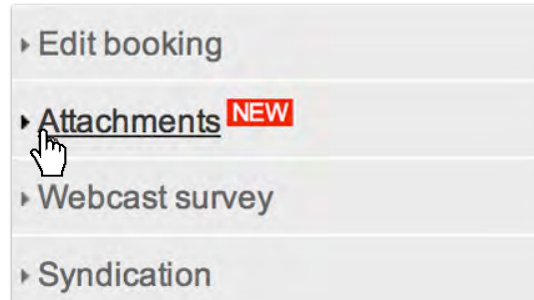 Edit booking
Attachments NEW
Webcast survey
Syndication